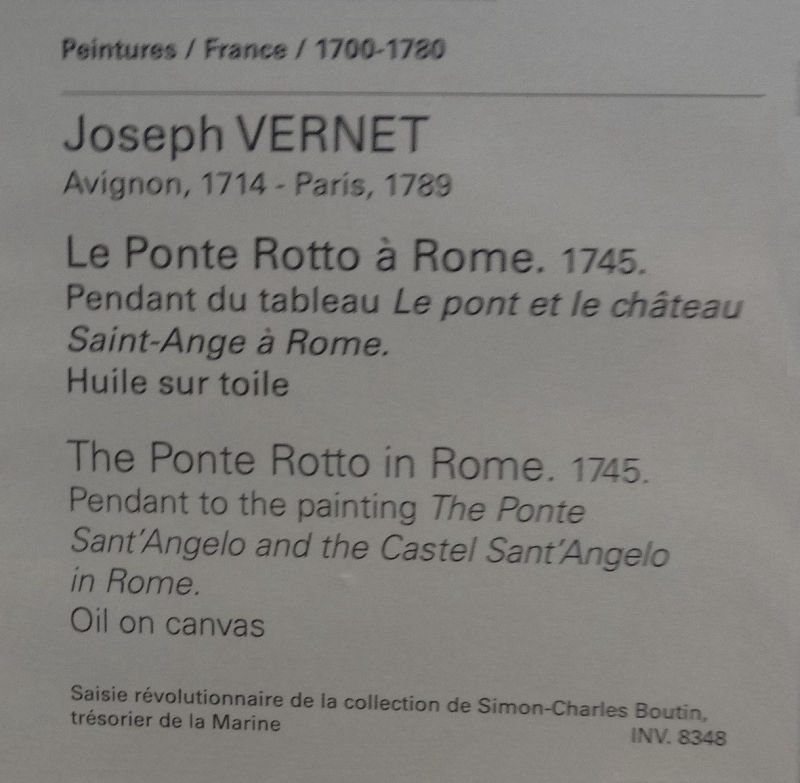 Peintures / France / 1700-1780
Joseph VERNET
Avignon, 1714 - Paris, 1789
Le Ponte Rotto à Rome. 1745.
Pendant du tableau Le pont et le château
Saint-Ange à Rome.
Huile sur toile
The Ponte Rotto in Rome. 1745.
Pendant to the painting The Ponte
Sant'Angelo and the Castel Sant'Angelo
in Rome.
Oil on canvas
Saisie révolutionnaire de la collection de Simon-Charles Boutin,
trésorier de la Marine
INV. 8348